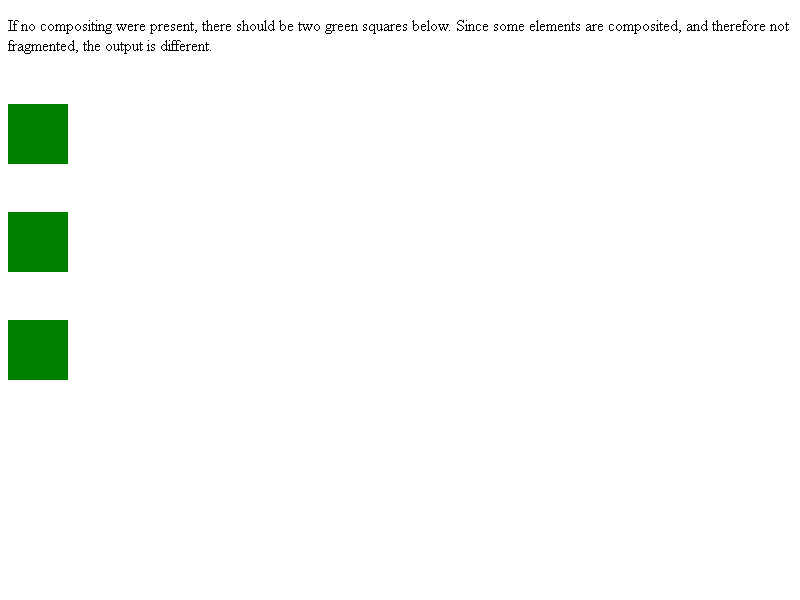 If no compositing were present, there should be two green squares below. Since some elements are composited, and therefore not
fragmented, the output is different.